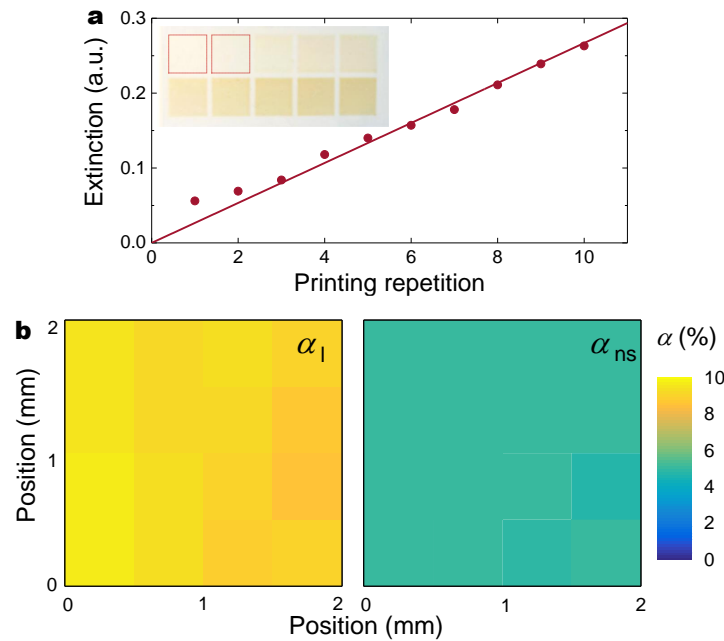 a
Extinction (a.u.)
0.3
0.2
0.1
0.0
0 2 4 6 8 10
Printing repetition
b
Position (mm)
2
1
0
α l
α ns
α (%)
10
8
6
4
2
0
0 1 2
0 1 2
Position (mm)